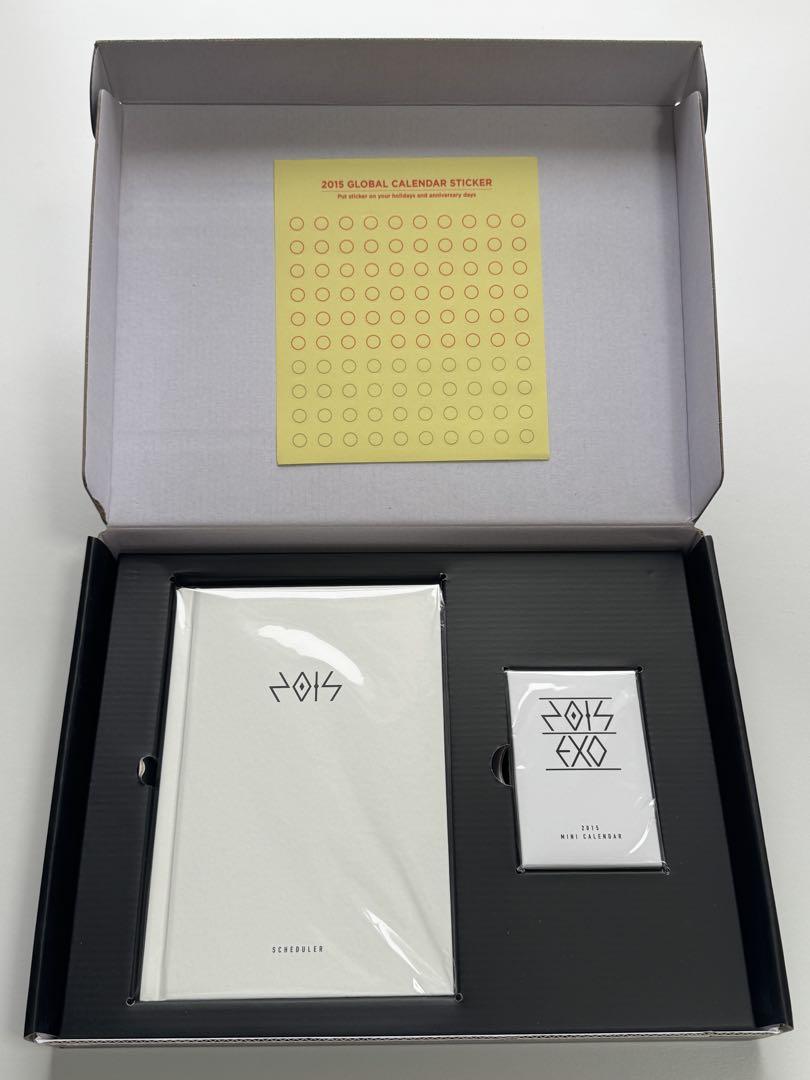 2015 GLOBAL CALENDAR STICKER
Put sticker on your holidays and anniversary days
2015
SCHEDULER
2015
EXO
2015
MINI CALENDAR